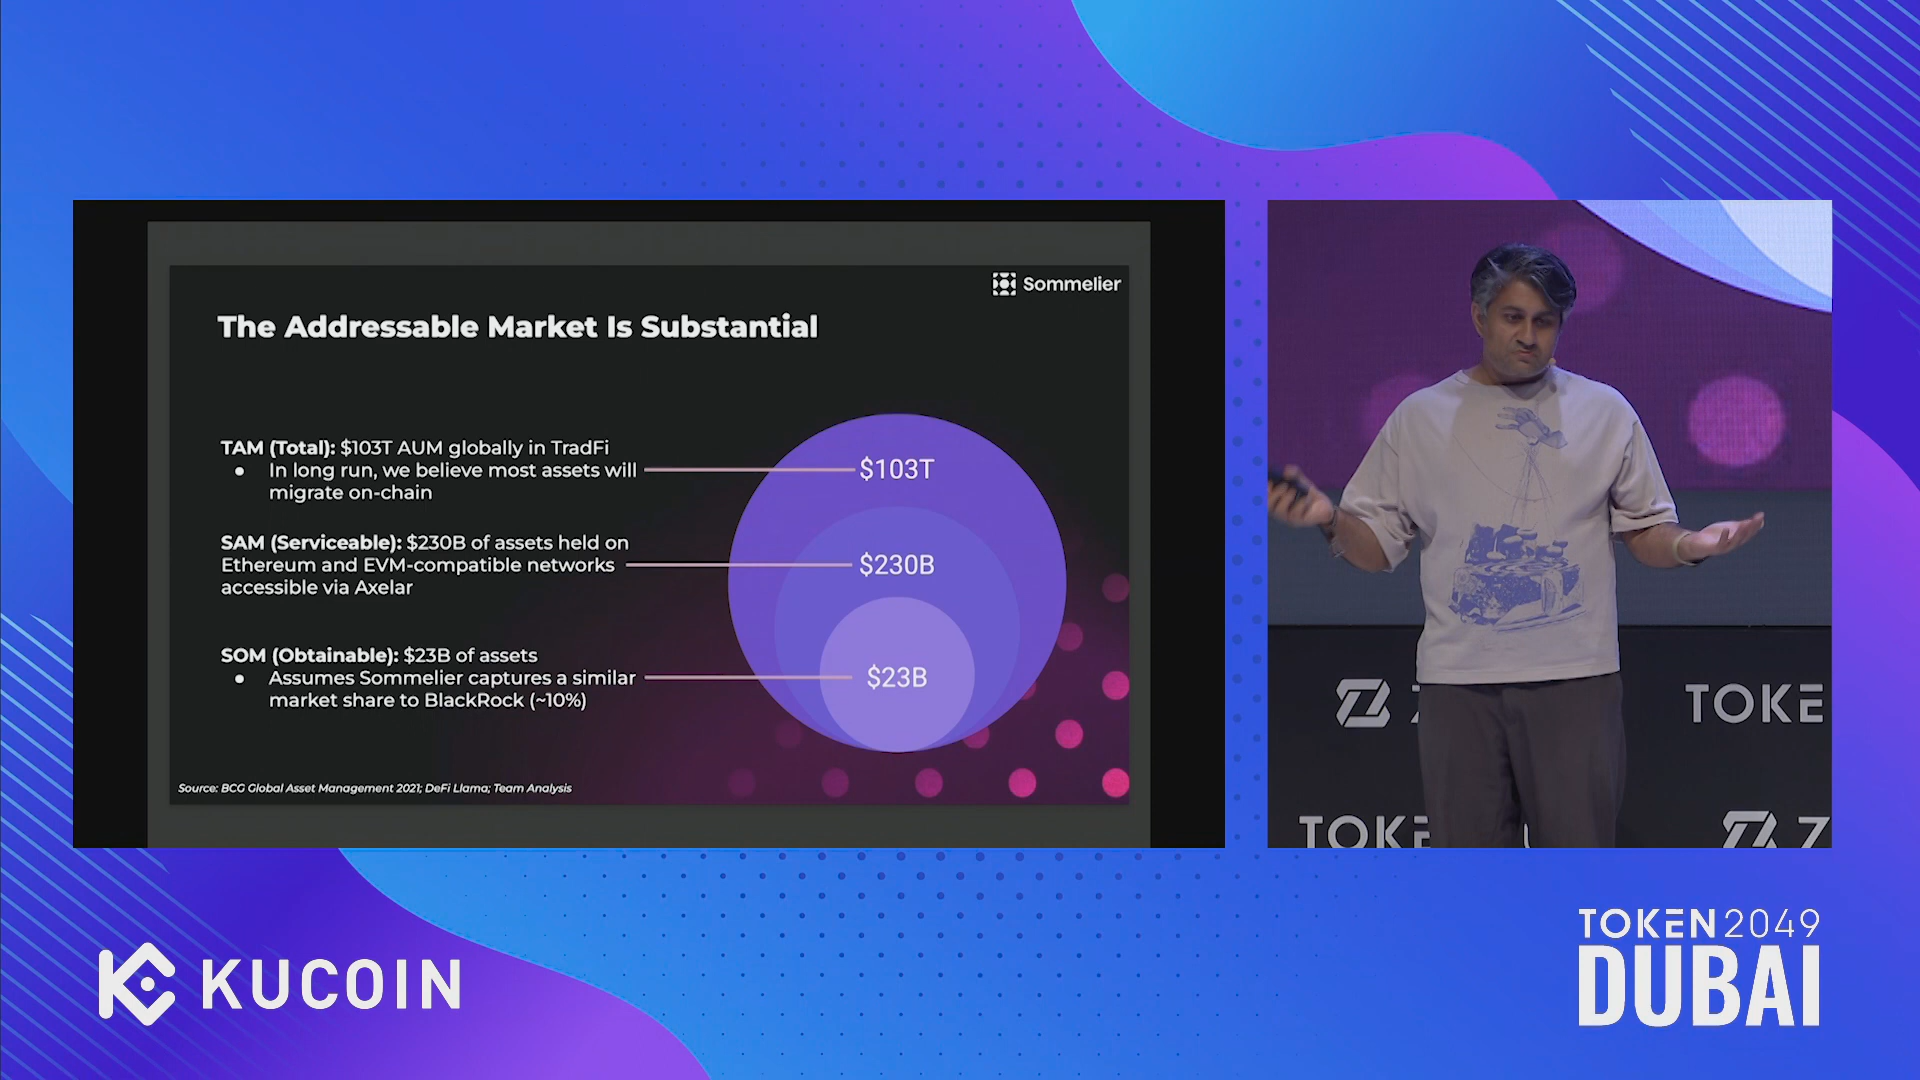 Sommelier
The Addressable Market Is Substantial
TAM (Total): $103T AUM globally in TradFi
● In long run, we believe most assets will
migrate on-chain
$103T
SAM (Serviceable): $230B of assets held on
Ethereum and EVM-compatible networks
accessible via Axelar
$230B
SOM (Obtainable): $23B of assets
● Assumes Sommelier captures a similar
market share to BlackRock (~10%)
$23B
Source: BCG Global Asset Management 2021; DeFi Llama; Team Analysis
TOKE
TOKE
KUCOIN
TOKEN2049
DUBAI